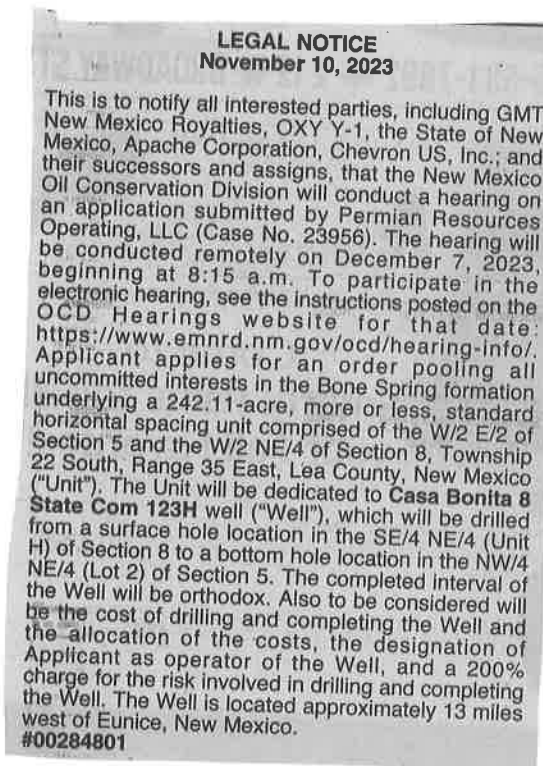 LEGAL NOTICE
November 10, 2023
This is to notify all interested parties, including GMT
New Mexico Royalties, OXY Y-1, the State of New
Mexico, Apache Corporation, Chevron US, Inc.; and
their successors and assigns, that the New Mexico
Oil Conservation Division will conduct a hearing on
an application submitted by Permian Resources
Operating, LLC (Case No. 23956). The hearing will
be conducted remotely on December 7, 2023,
beginning at 8:15 a.m. To participate in the
electronic hearing, see the instructions posted on the
OCD Hearings website for that date:
https://www.emnrd.nm.gov/ocd/hearing-info/.
Applicant applies for an order pooling all
uncommitted interests in the Bone Spring formation
underlying a 242.11-acre, more or less, standard
horizontal spacing unit comprised of the W/2 E/2 of
Section 5 and the W/2 NE/4 of Section 8, Township
22 South, Range 35 East, Lea County, New Mexico
("Unit"). The Unit will be dedicated to Casa Bonita 8
State Com 123H well ("Well"), which will be drilled
from a surface hole location in the SE/4 NE/4 (Unit
H) of Section 8 to a bottom hole location in the NW/4
NE/4 (Lot 2) of Section 5. The completed interval of
the Well will be orthodox. Also to be considered will
be the cost of drilling and completing the Well and
the allocation of the costs, the designation of
Applicant as operator of the Well, and a 200%
charge for the risk involved in drilling and completing
the Well. The Well is located approximately 13 miles
west of Eunice, New Mexico.
#00284801